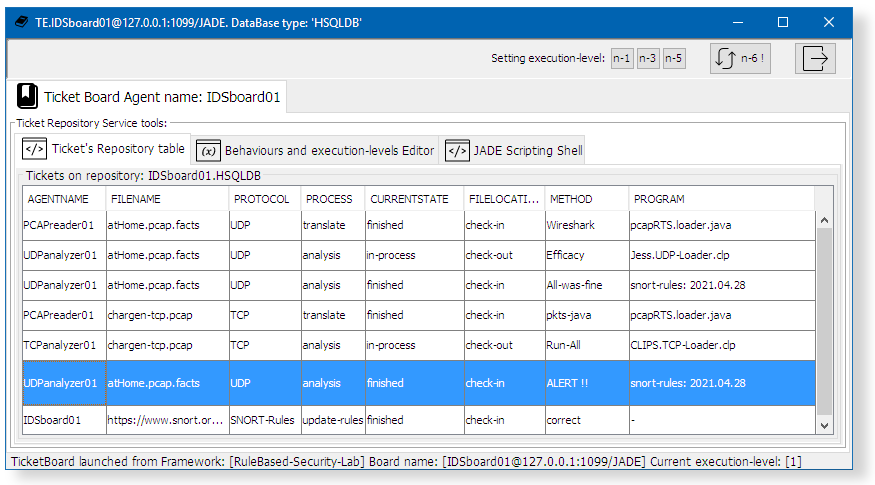 TE.IDSboard01@127.0.0.1:1099/JADE. DataBase type: 'HSQLDB'
Setting execution-level: n-1 n-3 n-5 n-6 !
Ticket Board Agent name: IDSboard01
Ticket Repository Service tools:
</> Ticket's Repository table (x) Behaviours and execution-levels Editor </> JADE Scripting Shell
Tickets on repository: IDSboard01.HSQLDB
AGENTNAME FILENAME PROTOCOL PROCESS CURRENTSTATE FILELOCATI... METHOD PROGRAM
PCAPreader01 atHome.pcap.facts UDP translate finished check-in Wireshark pcapRTS.loader.java
UDPanalyzer01 atHome.pcap.facts UDP analysis in-process check-out Efficacy Jess.UDP-Loader.clp
UDPanalyzer01 atHome.pcap.facts UDP analysis finished check-in All-was-fine snort-rules: 2021.04.28
PCAPreader01 chargen-tcp.pcap TCP translate finished check-in pkts-java pcapRTS.loader.java
TCPanalyzer01 chargen-tcp.pcap TCP analysis in-process check-out Run-All CLIPS.TCP-Loader.clp
UDPanalyzer01 atHome.pcap.facts UDP analysis finished check-in ALERT !! snort-rules: 2021.04.28
IDSboard01 https://www.snort.or... SNORT-Rules update-rules finished check-in correct -
TicketBoard launched from Framework: [RuleBased-Security-Lab] Board name: [IDSboard01@127.0.0.1:1099/JADE] Current execution-level: [1]